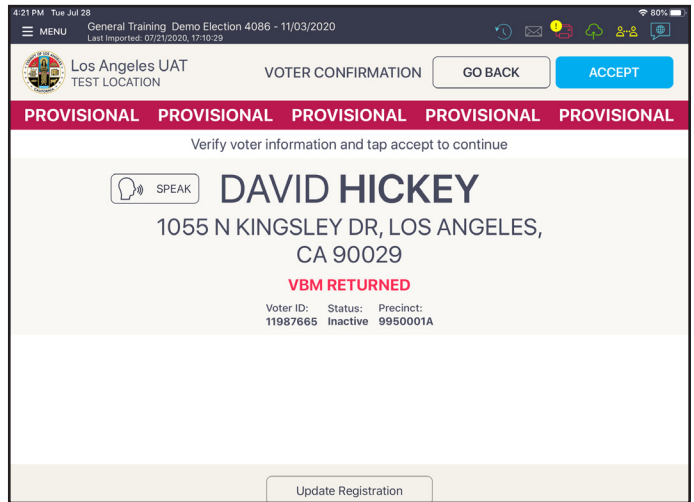 4:21 PM Tue Jul 28
80%
MENU
General Training Demo Election 4086 - 11/03/2020
Last Imported: 07/21/2020, 17:10:29
Los Angeles UAT
TEST LOCATION
VOTER CONFIRMATION
GO BACK
ACCEPT
PROVISIONAL PROVISIONAL PROVISIONAL PROVISIONAL PROVISIONAL
Verify voter information and tap accept to continue
SPEAK
DAVID HICKEY
1055 N KINGSLEY DR, LOS ANGELES,
CA 90029
VBM RETURNED
Voter ID: Status: Precinct:
11987665 Inactive 9950001A
Update Registration